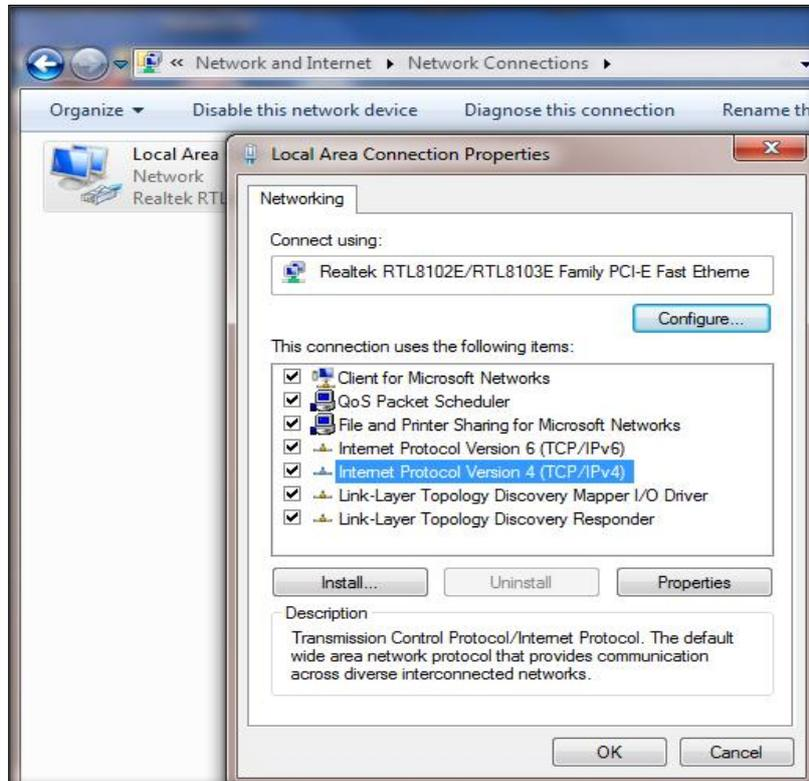 « Network and Internet ▸ Network Connections ▸
Organize ▾ Disable this network device Diagnose this connection Rename th
Local Area
Network
Realtek RTL
Local Area Connection Properties
Networking
Connect using:
Realtek RTL8102E/RTL8103E Family PCI-E Fast Etheme
Configure...
This connection uses the following items:
Client for Microsoft Networks
QoS Packet Scheduler
File and Printer Sharing for Microsoft Networks
Internet Protocol Version 6 (TCP/IPv6)
Internet Protocol Version 4 (TCP/IPv4)
Link-Layer Topology Discovery Mapper I/O Driver
Link-Layer Topology Discovery Responder
Install... Uninstall Properties
Description
Transmission Control Protocol/Internet Protocol. The default
wide area network protocol that provides communication
across diverse interconnected networks.
OK Cancel